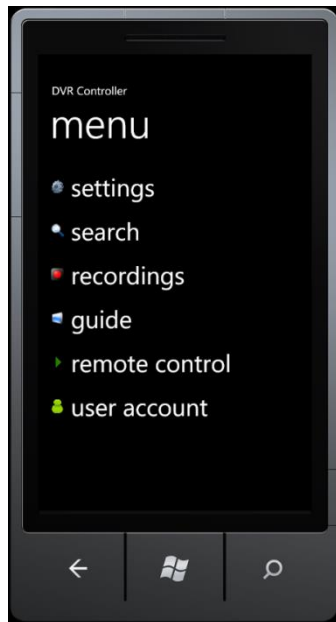 DVR Controller
menu
settings
search
recordings
guide
remote control
user account